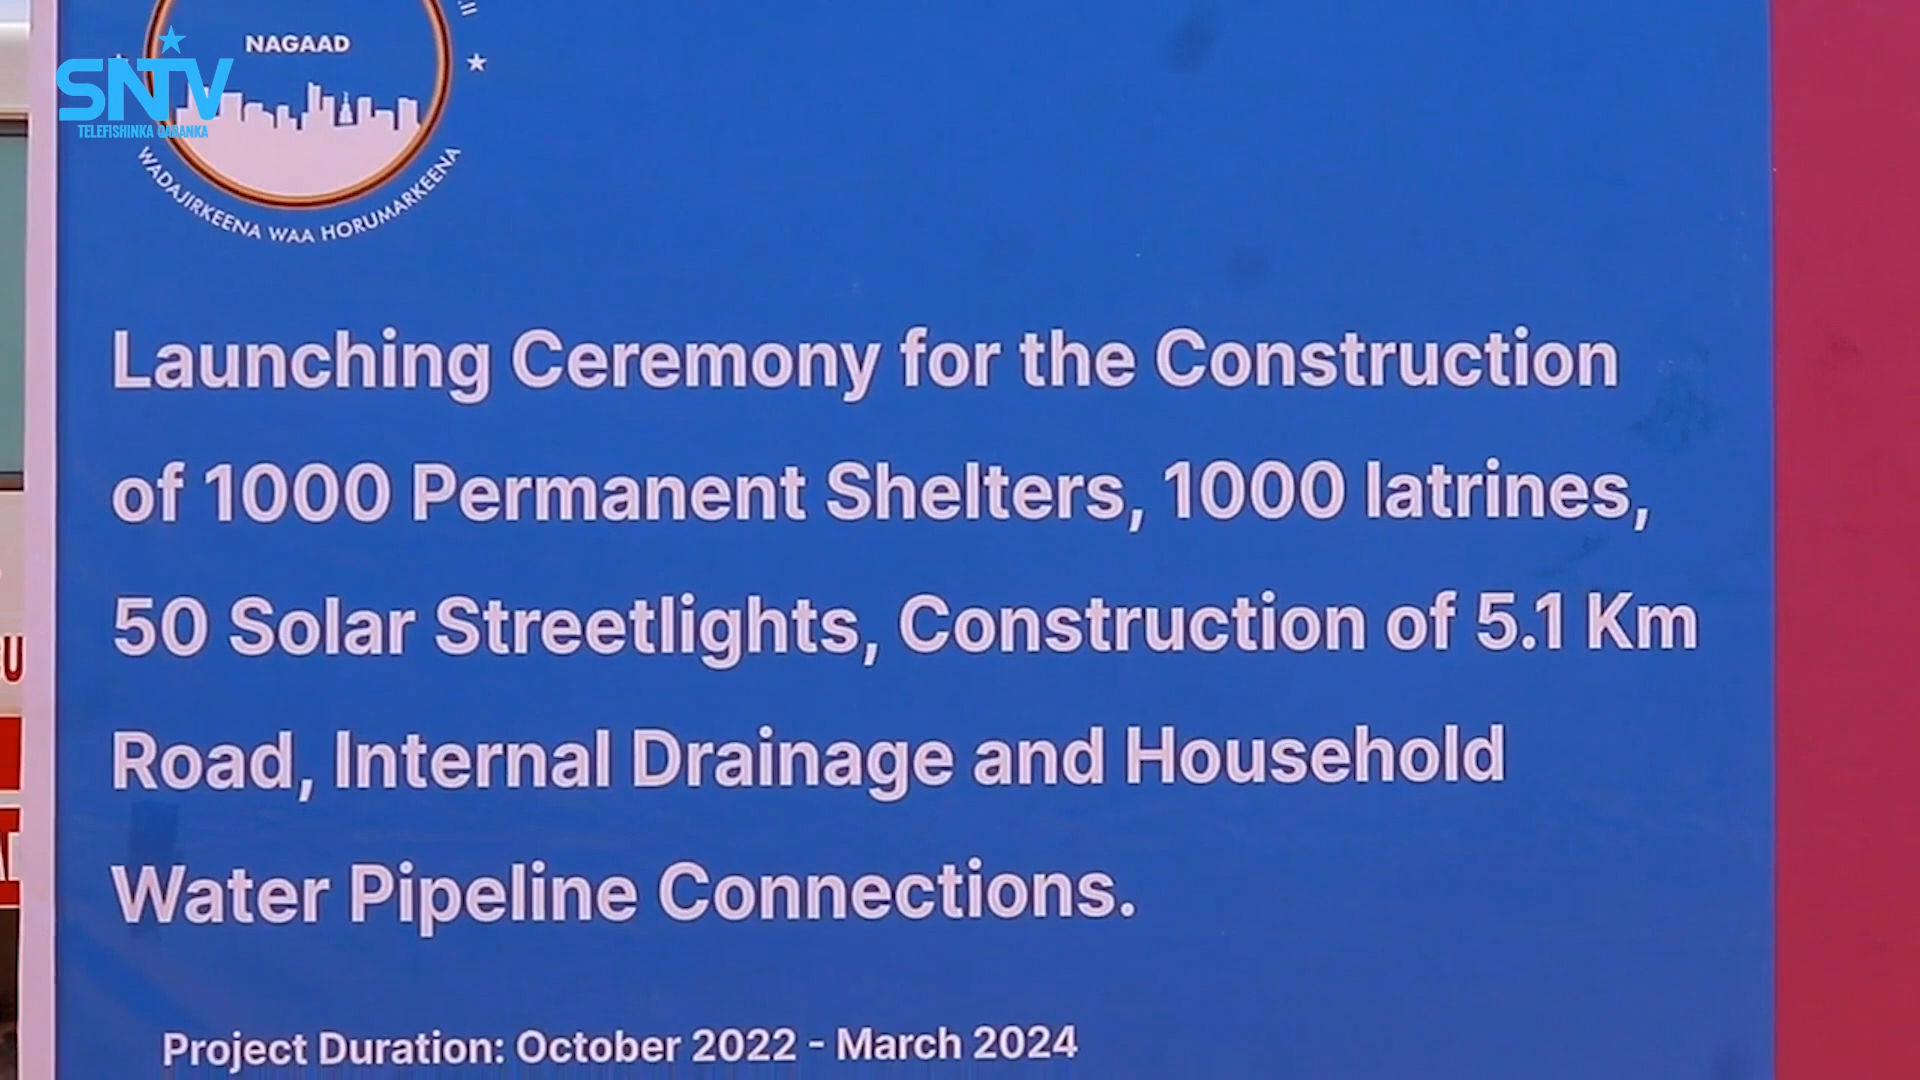 NAGAAD
SNTV
TELEFISHINKA QARANKA
WADAJIRKEENA WAA HORUMARKEENA
Launching Ceremony for the Construction
of 1000 Permanent Shelters, 1000 latrines,
50 Solar Streetlights, Construction of 5.1 Km
Road, Internal Drainage and Household
Water Pipeline Connections.
Project Duration: October 2022 - March 2024